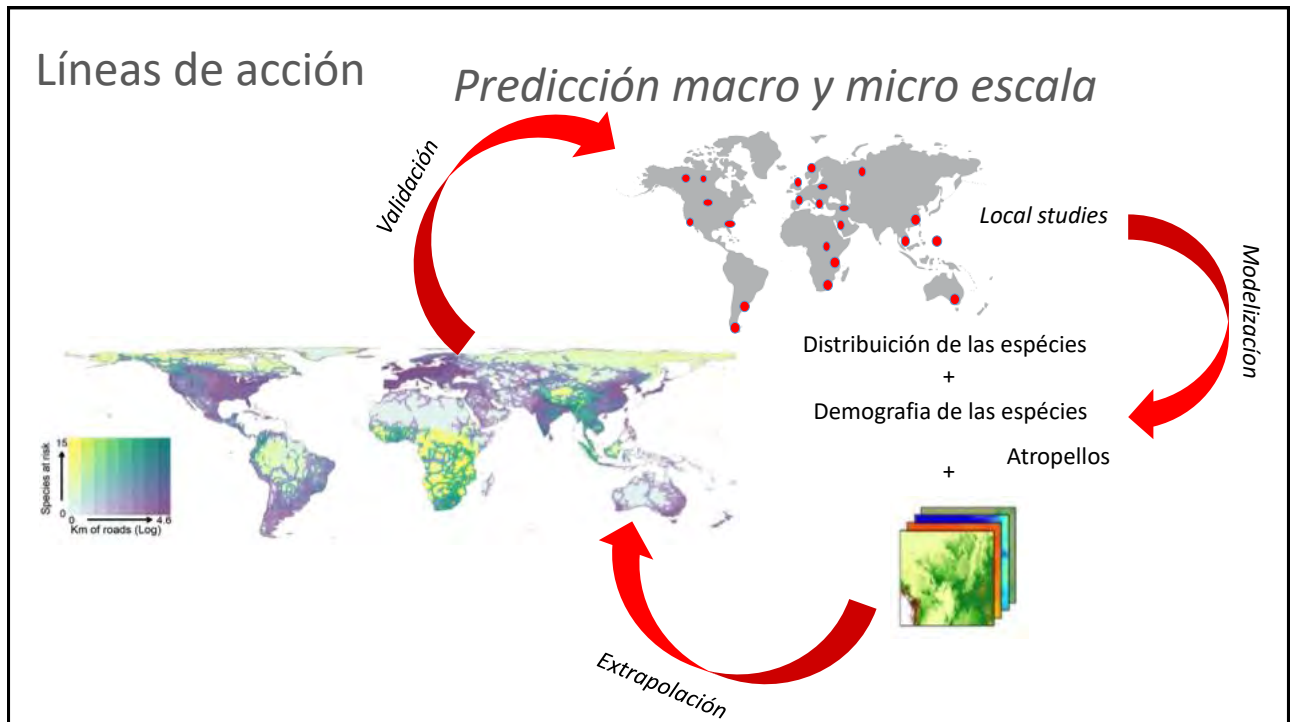 Líneas de acción
Predicción macro y micro escala
Validación
Local studies
Modelizacíon
Distribuición de las espécies
+
Demografia de las espécies
Atropellos
+
15
Species at risk
0
0
4.6
Km of roads (Log)
Extrapolación